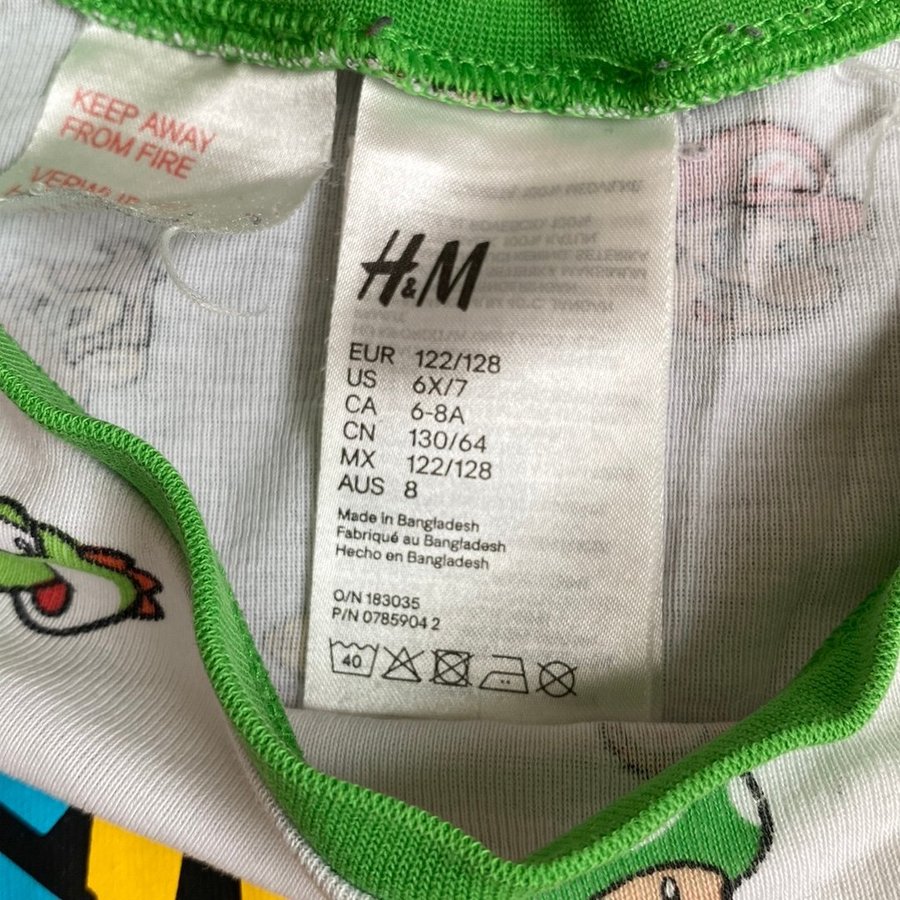 KEEP AWAY
FROM FIRE
H&M
EUR 122/128
US 6X/7
CA 6-8A
CN 130/64
MX 122/128
AUS 8
Made in Bangladesh
Fabriqué au Bangladesh
Hecho en Bangladesh
O/N 183035
P/N 0785904 2
40